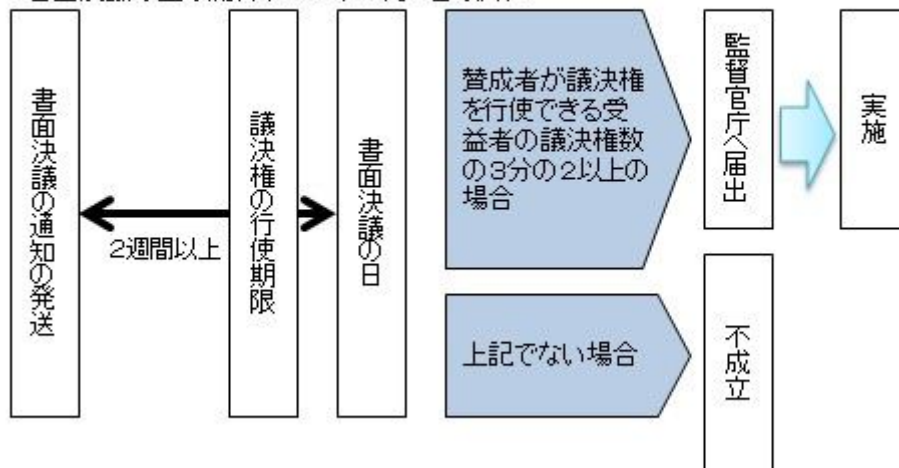 書面決議の通知の発送
2週間以上
議決権の行使期限
書面決議の日
賛成者が議決権
を行使できる受
益者の議決権数
の3分の2以上の
場合
監督官庁へ届出
実施
上記でない場合
不成立